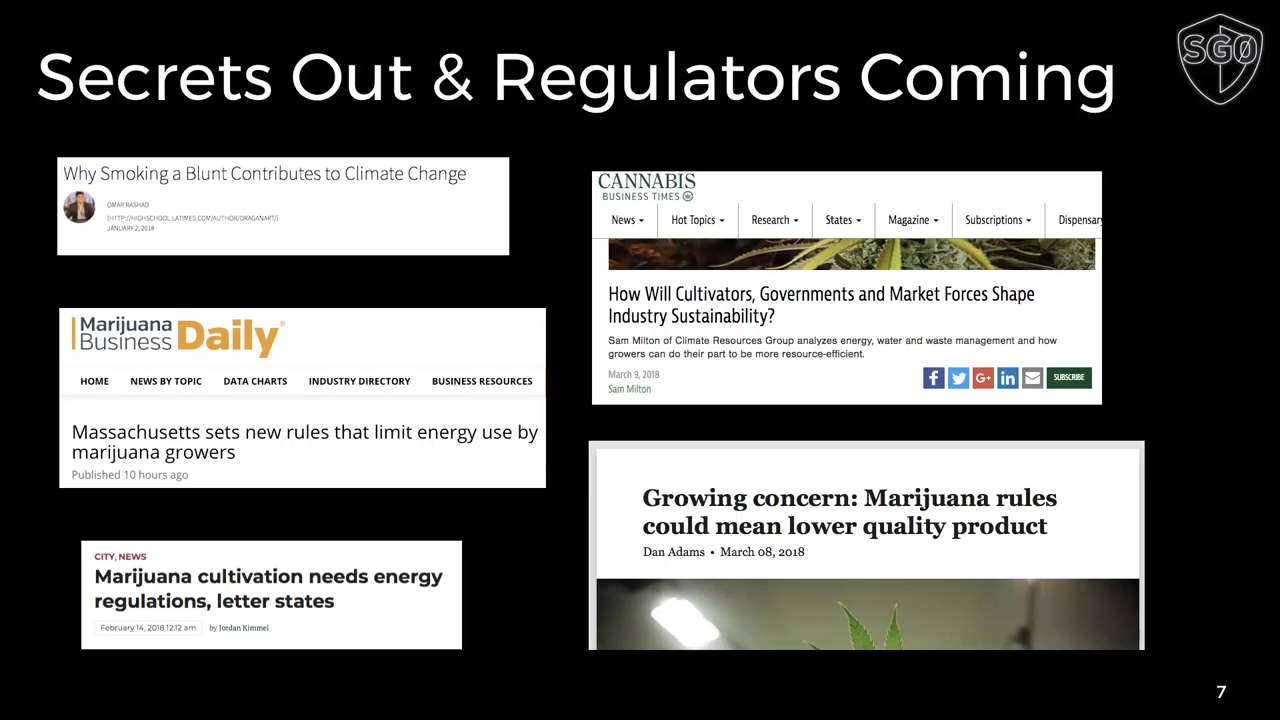 Secrets Out & Regulators Coming
SGØ
Why Smoking a Blunt Contributes to Climate Change
OMAR RASHAD
(HTTP://HIGHSCHOOL.LATIMES.COM/AUTHOR/DRAGANART/)
JANUARY 2, 2018
Marijuana
Business Daily®
HOME NEWS BY TOPIC DATA CHARTS INDUSTRY DIRECTORY BUSINESS RESOURCES
Massachusetts sets new rules that limit energy use by
marijuana growers
Published 10 hours ago
CITY, NEWS
Marijuana cultivation needs energy
regulations, letter states
February 14, 2018 12:12 am by Jordan Kimmel
CANNABIS
BUSINESS TIMES
News Hot Topics Research States Magazine Subscriptions Dispensary
How Will Cultivators, Governments and Market Forces Shape
Industry Sustainability?
Sam Milton of Climate Resources Group analyzes energy, water and waste management and how
growers can do their part to be more resource-efficient.
March 9, 2018
Sam Milton
f G+ in SUBSCRIBE
Growing concern: Marijuana rules
could mean lower quality product
Dan Adams • March 08, 2018
7